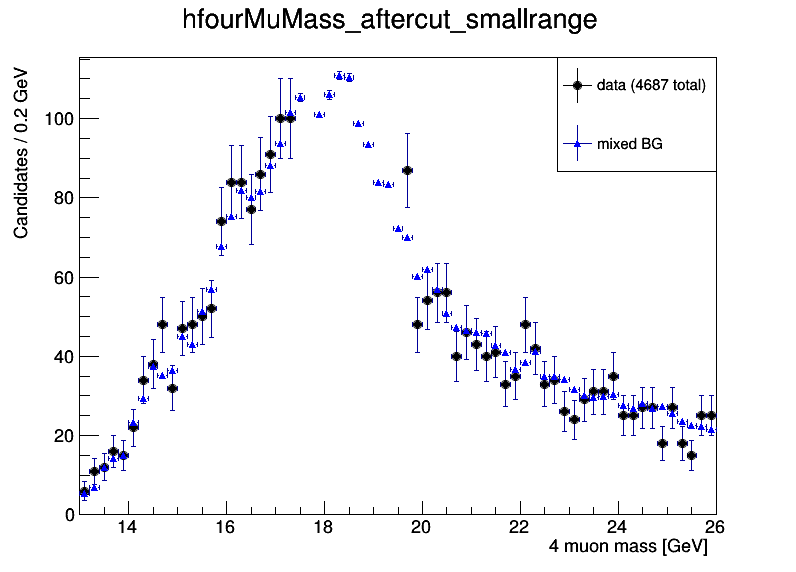 hfourMuMass_aftercut_smallrange
Candidates / 0.2 GeV
data (4687 total)
mixed BG
100
80
60
40
20
0
14 16 18 20 22 24 26
4 muon mass [GeV]